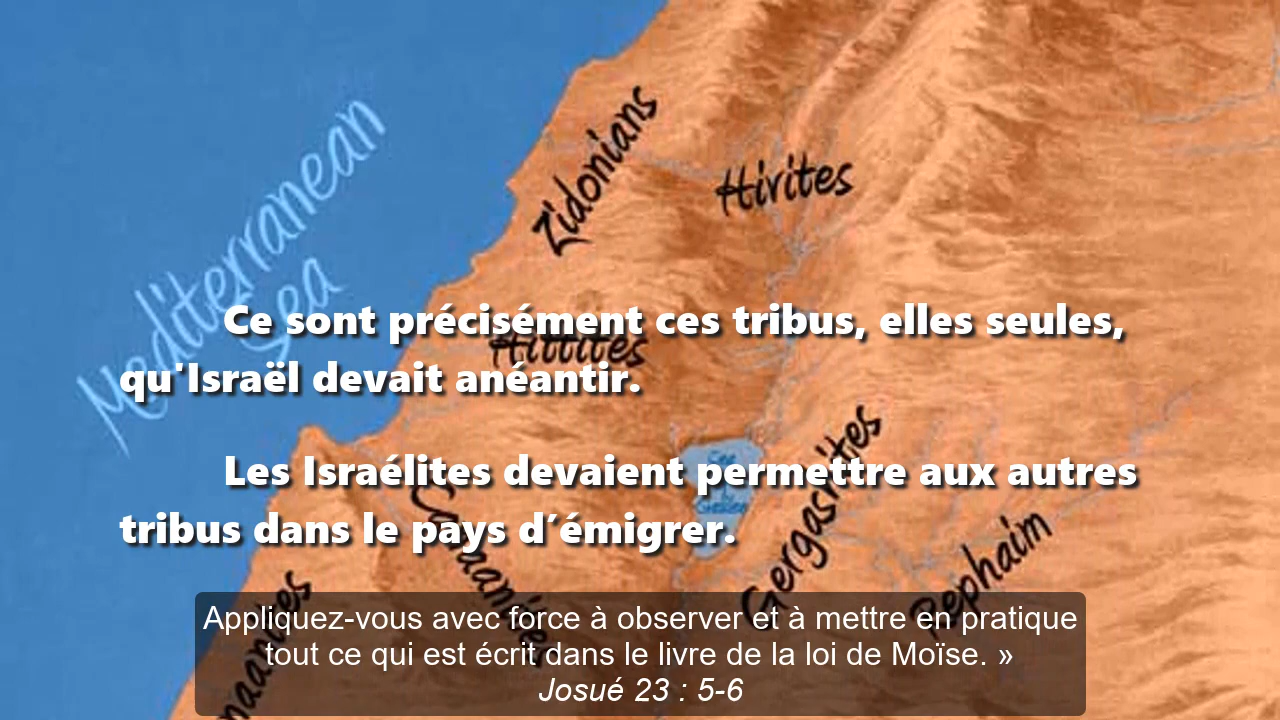 Mediterranean
Sea
Zidonians
Hivites
Ce sont précisément ces tribus, elles seules,
Hittites
qu'Israël devait anéantir.
Les Israélites devaient permettre aux autres
tribus dans le pays d´émigrer.
Gergasites
Rephaim
Appliquez-vous avec force à observer et à mettre en pratique
tout ce qui est écrit dans le livre de la loi de Moïse. »
Josué 23 : 5-6